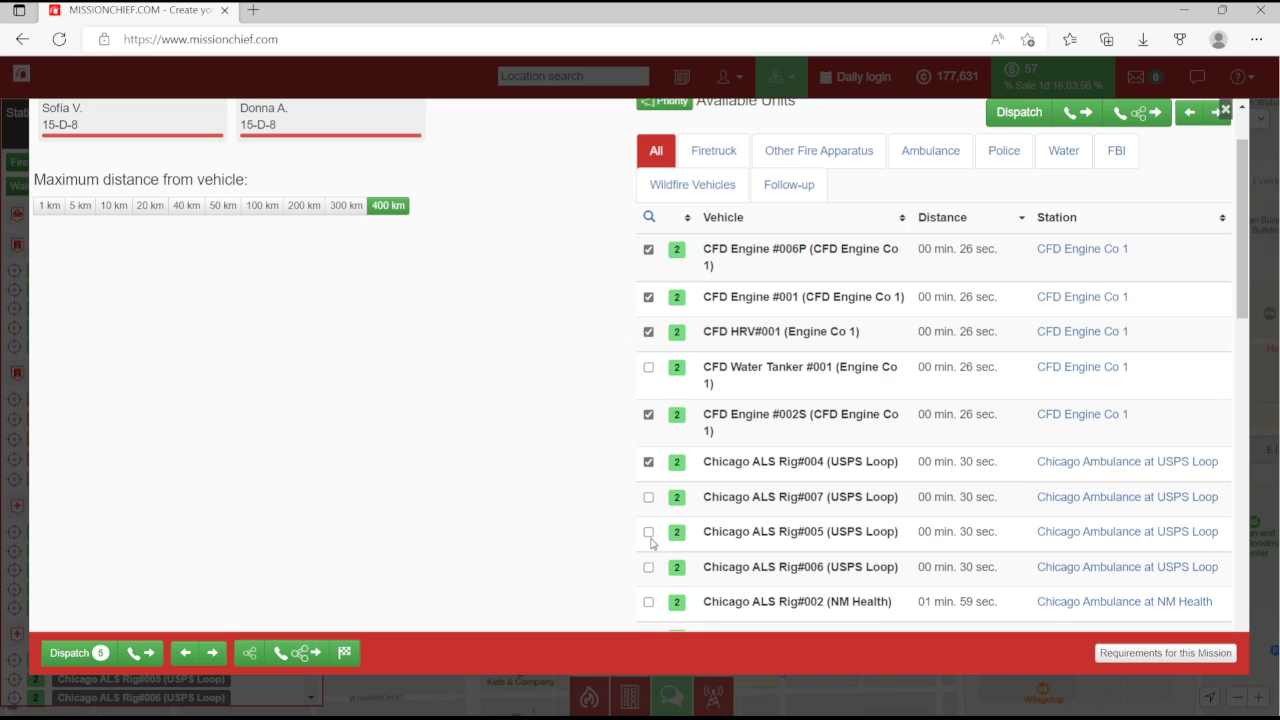 MISSIONCHIEF.COM - Create yo
https://www.missionchief.com
Location search
Daily login
177,631
57
% Sale 1d 16:03:56 %
0
Sofia V.
15-D-8
Donna A.
15-D-8
Maximum distance from vehicle:
1 km 5 km 10 km 20 km 40 km 50 km 100 km 200 km 300 km 400 km
Priority Available Units
Dispatch
All Firetruck Other Fire Apparatus Ambulance Police Water FBI
Wildfire Vehicles Follow-up
Vehicle Distance Station
2 CFD Engine #006P (CFD Engine Co 00 min. 26 sec. CFD Engine Co 1
1)
2 CFD Engine #001 (CFD Engine Co 1) 00 min. 26 sec. CFD Engine Co 1
2 CFD HRV#001 (Engine Co 1) 00 min. 26 sec. CFD Engine Co 1
2 CFD Water Tanker #001 (Engine Co 00 min. 26 sec. CFD Engine Co 1
1)
2 CFD Engine #002S (CFD Engine Co 00 min. 26 sec. CFD Engine Co 1
1)
2 Chicago ALS Rig#004 (USPS Loop) 00 min. 30 sec. Chicago Ambulance at USPS Loop
2 Chicago ALS Rig#007 (USPS Loop) 00 min. 30 sec. Chicago Ambulance at USPS Loop
2 Chicago ALS Rig#005 (USPS Loop) 00 min. 30 sec. Chicago Ambulance at USPS Loop
2 Chicago ALS Rig#006 (USPS Loop) 00 min. 30 sec. Chicago Ambulance at USPS Loop
2 Chicago ALS Rig#002 (NM Health) 01 min. 59 sec. Chicago Ambulance at NM Health
Dispatch 5
Requirements for this Mission
2 Chicago ALS Rig#005 (USPS Loop)
2 Chicago ALS Rig#006 (USPS Loop)
Kids & Company
W HARRISON ST
Wingstop